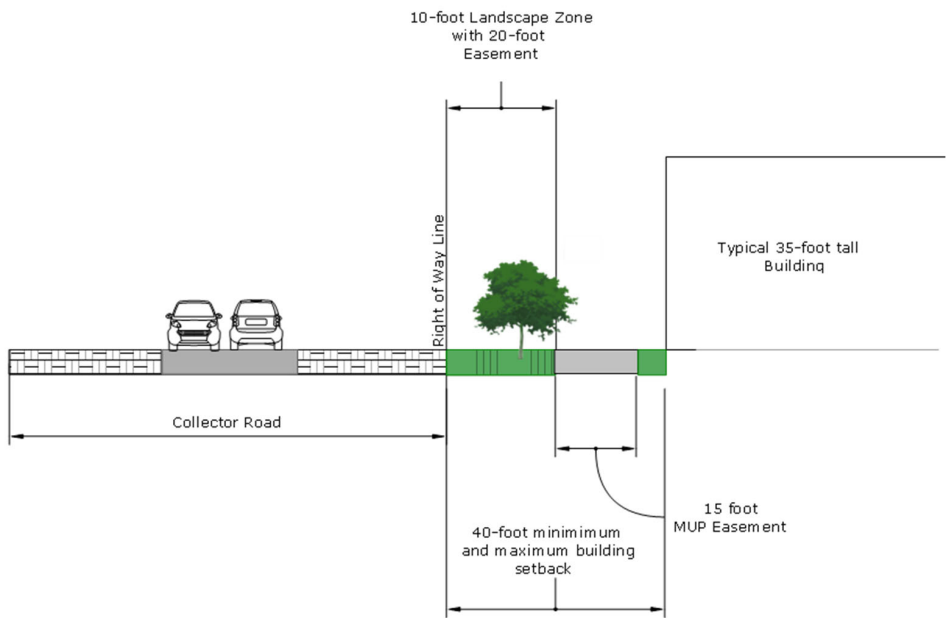 10-foot Landscape Zone
with 20-foot
Easement
Right of Way Line
Typical 35-foot tall
Building
Collector Road
15 foot
MUP Easement
40-foot minimimum
and maximum building
setback